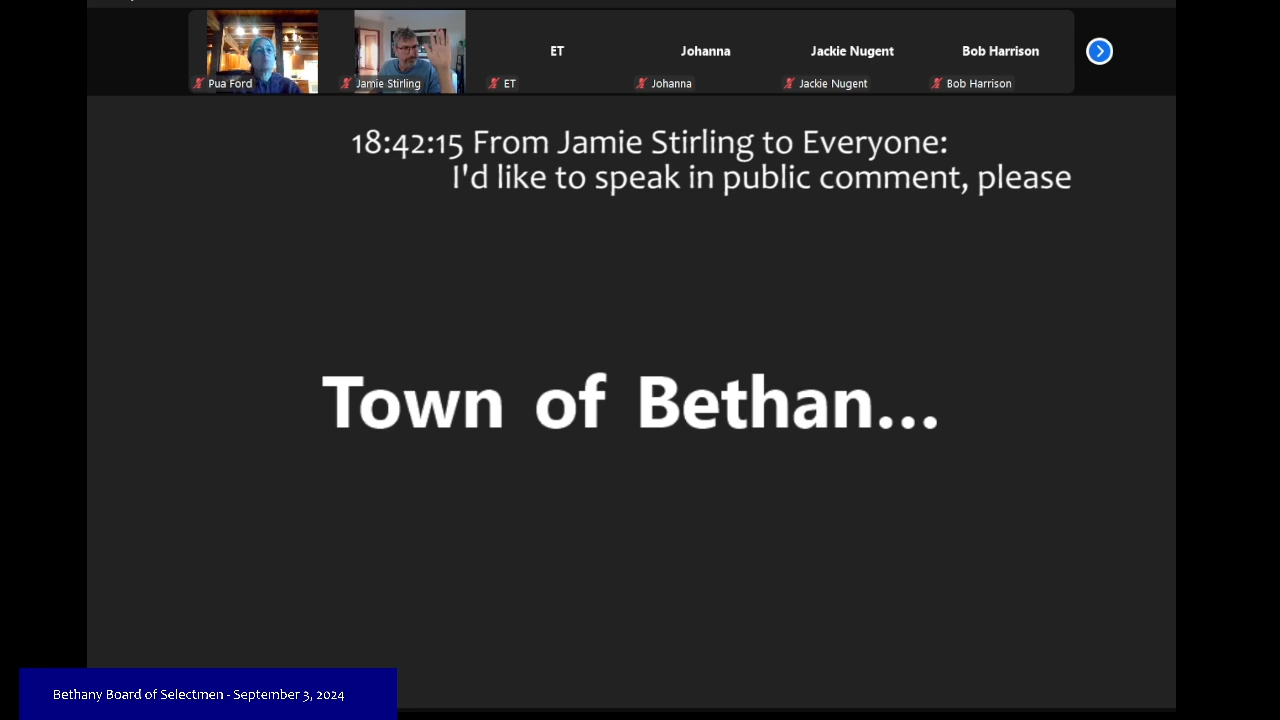 ET
Johanna
Jackie Nugent
Bob Harrison
Pua Ford
Jamie Stirling
ET
Johanna
Jackie Nugent
Bob Harrison
18:42:15 From Jamie Stirling to Everyone:
I'd like to speak in public comment, please
Town of Bethan...
Bethany Board of Selectmen - September 3, 2024